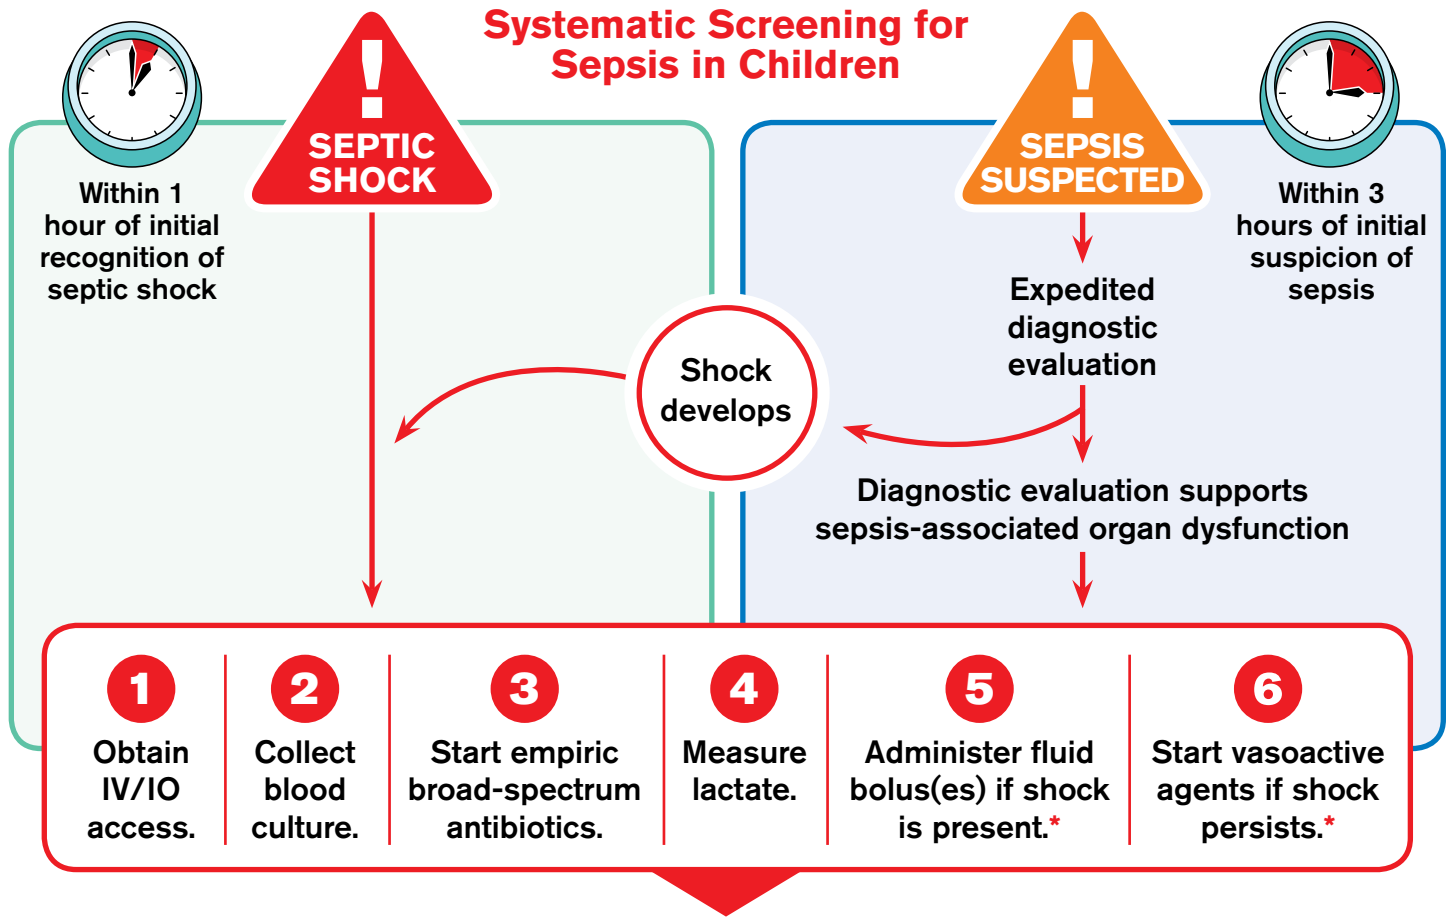 Systematic Screening for
Sepsis in Children
!
SEPTIC
SHOCK
!
SEPSIS
SUSPECTED
Within 1
hour of initial
recognition of
septic shock
Within 3
hours of initial
suspicion of
sepsis
Expedited
diagnostic
evaluation
Shock
develops
Diagnostic evaluation supports
sepsis-associated organ dysfunction
1
Obtain
IV/IO
access.
2
Collect
blood
culture.
3
Start empiric
broad-spectrum
antibiotics.
4
Measure
lactate.
5
Administer fluid
bolus(es) if shock
is present.*
6
Start vasoactive
agents if shock
persists.*